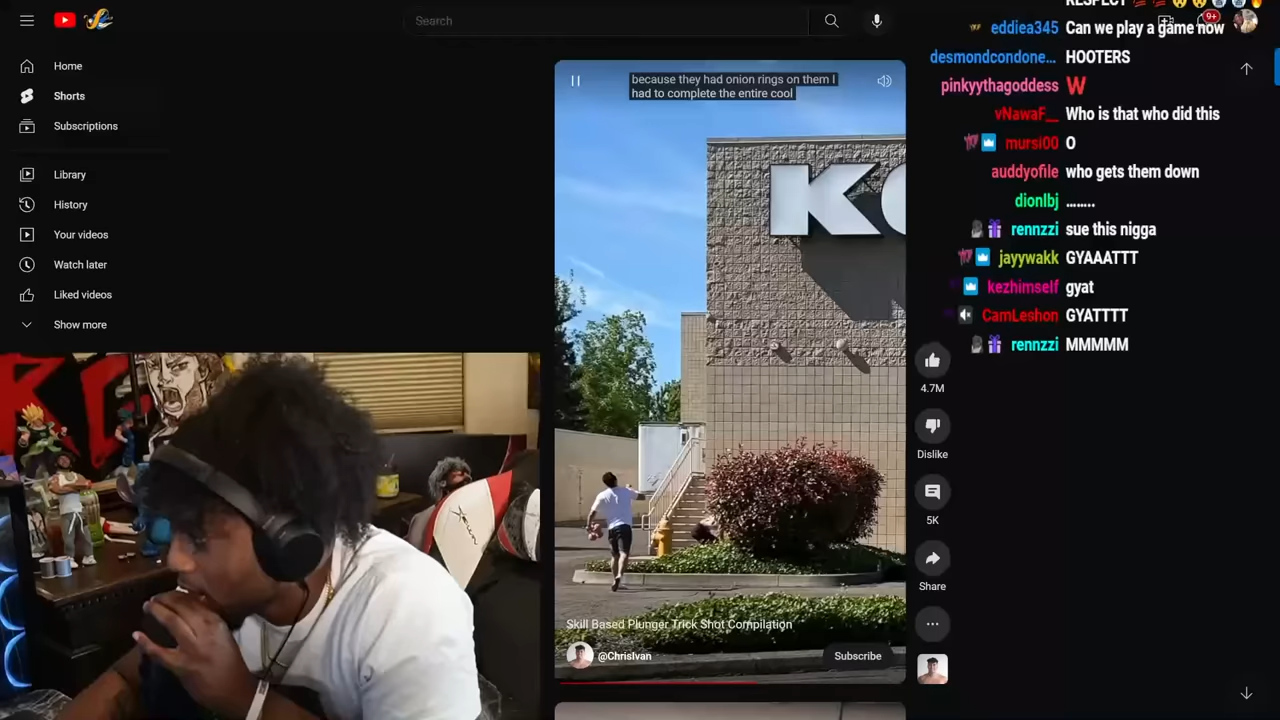 Search
9+
Home
Shorts
Subscriptions
Library
History
Your videos
Watch later
Liked videos
Show more
because they had onion rings on them I
had to complete the entire cool
KO
Skill Based Plunger Trick Shot Compilation
@ChrisIvan
Subscribe
4.7M
Dislike
5K
Share
RESPECT
eddiea345 Can we play a game now
desmondcondone... HOOTERS
pinkyythagoddess W
vNawaF__ Who is that who did this
mursi00 O
auddyofile who gets them down
dionlbj ........
rennzzi sue this nigga
jayywakk GYAAATTT
kezhimself gyat
CamLeshon GYATTTT
rennzzi MMMMM